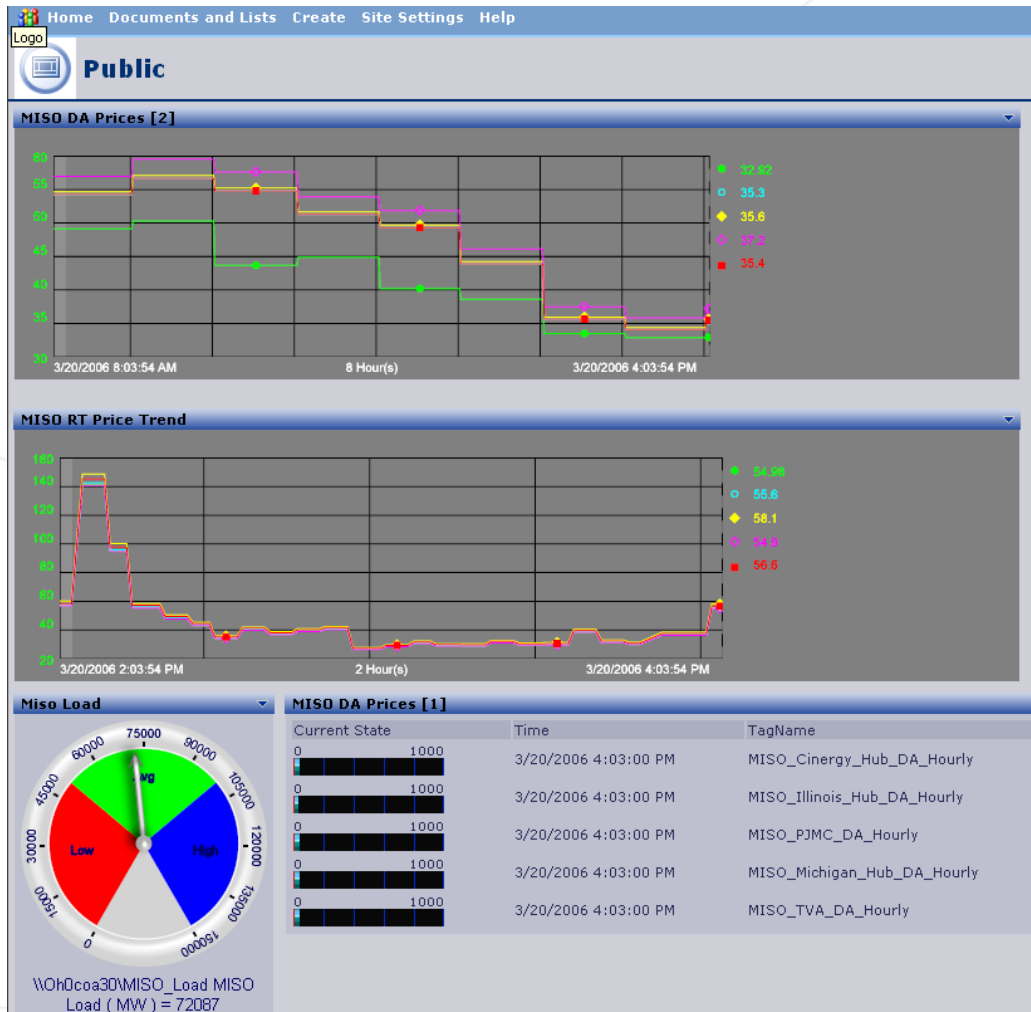 Home Documents and Lists Create Site Settings Help
Logo
Public
MISO DA Prices [2]
60
55
50
45
40
35
30
32.92
35.3
35.6
37.2
35.4
3/20/2006 8:03:54 AM 8 Hour(s) 3/20/2006 4:03:54 PM
MISO RT Price Trend
160
140
120
100
80
60
40
20
54.98
55.6
58.1
54.8
56.6
3/20/2006 2:03:54 PM 2 Hour(s) 3/20/2006 4:03:54 PM
Miso Load
0
15000
30000
45000
60000
75000
90000
105000
120000
135000
150000
Low
Avg
High
\\Oh0coa30\MISO_Load MISO
Load ( MW ) = 72087
MISO DA Prices [1]
Current State Time TagName
0 1000 3/20/2006 4:03:00 PM MISO_Cinergy_Hub_DA_Hourly
0 1000 3/20/2006 4:03:00 PM MISO_Illinois_Hub_DA_Hourly
0 1000 3/20/2006 4:03:00 PM MISO_PJMC_DA_Hourly
0 1000 3/20/2006 4:03:00 PM MISO_Michigan_Hub_DA_Hourly
0 1000 3/20/2006 4:03:00 PM MISO_TVA_DA_Hourly